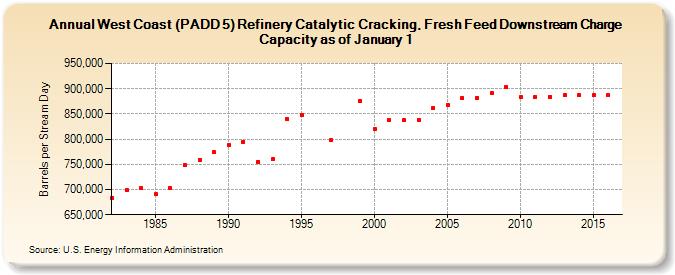 Annual West Coast (PADD 5) Refinery Catalytic Cracking, Fresh Feed Downstream Charge
Capacity as of January 1
Barrels per Stream Day
950,000
900,000
850,000
800,000
750,000
700,000
650,000
1985 1990 1995 2000 2005 2010 2015
Source: U.S. Energy Information Administration